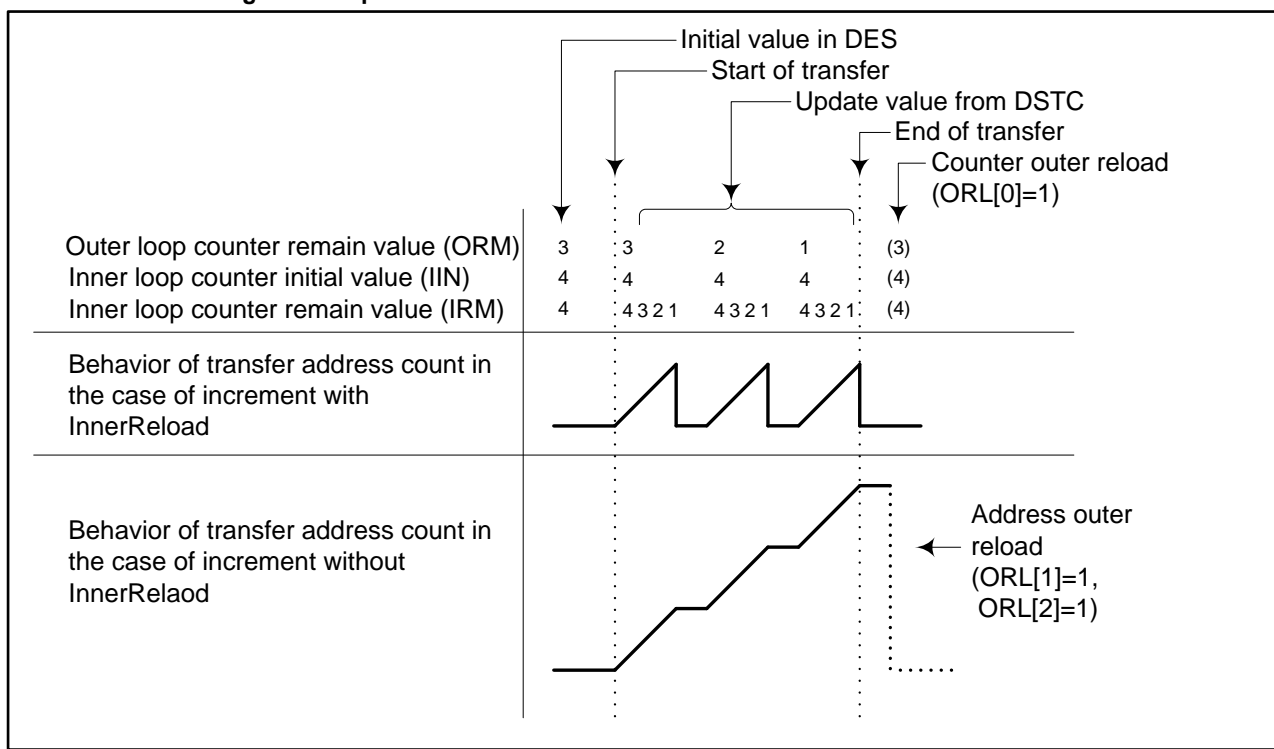 Initial value in DES
Start of transfer
Update value from DSTC
End of transfer
Counter outer reload
(ORL[0]=1)
Outer loop counter remain value (ORM) 3 3 2 1 (3)
Inner loop counter initial value (IIN) 4 4 4 4 (4)
Inner loop counter remain value (IRM) 4 4 3 2 1 4 3 2 1 4 3 2 1 (4)
Behavior of transfer address count in
the case of increment with
InnerReload
Behavior of transfer address count in
the case of increment without
InnerRelaod
Address outer
reload
(ORL[1]=1,
ORL[2]=1)